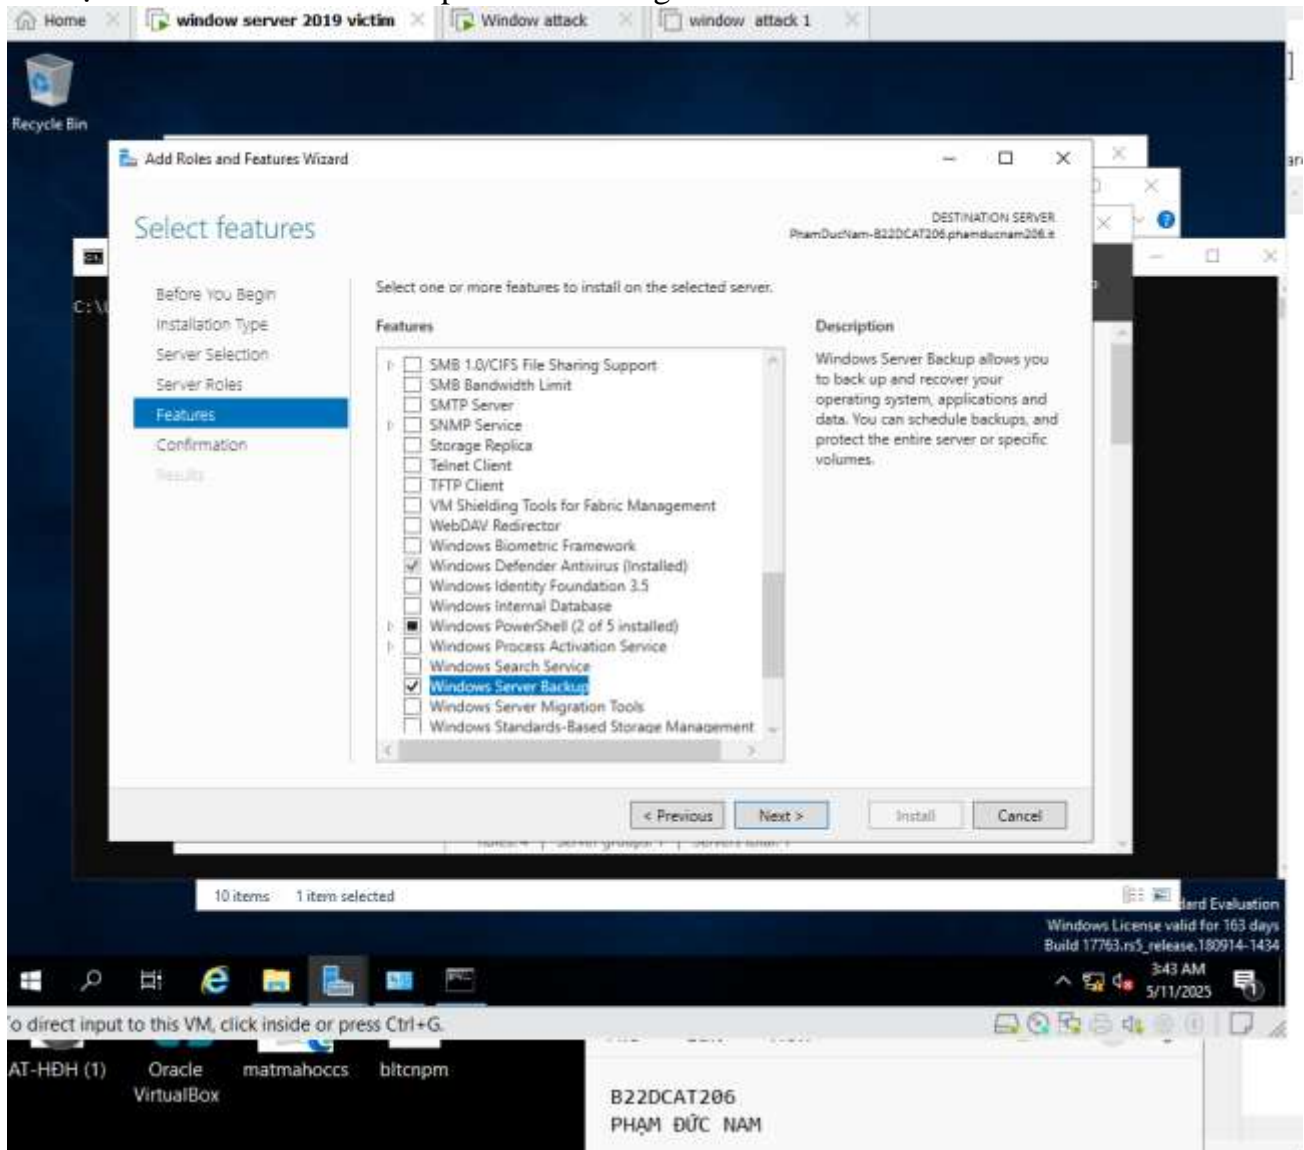 Home
window server 2019 victim
Window attack
window attack 1
Recycle Bin
Add Roles and Features Wizard
Select features
DESTINATION SERVER
PhamDucNam-B22DCAT206.phamducnam206.
Before You Begin
Installation Type
Server Selection
Server Roles
Features
Confirmation
Results
Select one or more features to install on the selected server.
Features
SMB 1.0/CIFS File Sharing Support
SMB Bandwidth Limit
SMTP Server
SNMP Service
Storage Replica
Telnet Client
TFTP Client
VM Shielding Tools for Fabric Management
WebDAV Redirector
Windows Biometric Framework
Windows Defender Antivirus (Installed)
Windows Identity Foundation 3.5
Windows Internal Database
Windows PowerShell (2 of 5 installed)
Windows Process Activation Service
Windows Search Service
Windows Server Backup
Windows Server Migration Tools
Windows Standards-Based Storage Management
Description
Windows Server Backup allows you
to back up and recover your
operating system, applications and
data. You can schedule backups, and
protect the entire server or specific
volumes.
< Previous
Next >
Install
Cancel
C:\
10 items 1 item selected
dard Evaluation
Windows License valid for 163 days
Build 17763.rs5_release.180914-1434
3:43 AM
5/11/2025
o direct input to this VM, click inside or press Ctrl+G.
AT-HĐH (1)
Oracle
VirtualBox
matmahoccs
bltcnpm
B22DCAT206
PHẠM ĐỨC NAM